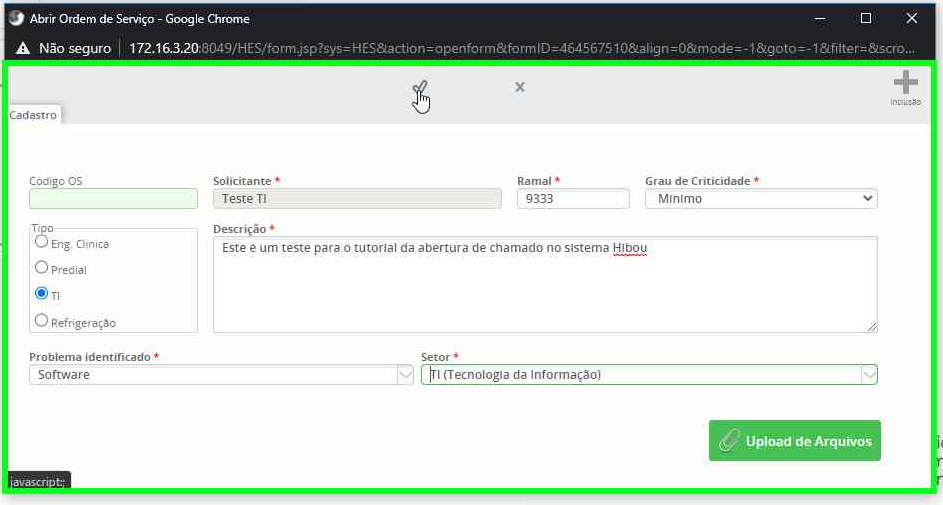 Abrir Ordem de Serviço - Google Chrome
Não seguro 172.16.3.20:8049/HES/form.jsp?sys=HES&action=openform&formID=464567510&align=0&mode=-1&goto=-1&filter=&scro...
Inclusão
Cadastro
Codigo OS
Solicitante *
Ramal *
Grau de Criticidade *
Teste TI
9333
Mínimo
Tipo
Descrição *
Eng. Clinica
Este é um teste para o tutorial da abertura de chamado no sistema Hibou
Predial
TI
Refrigeração
Problema identificado *
Setor *
Software
TI (Tecnologia da Informação)
Upload de Arquivos
javascript:;